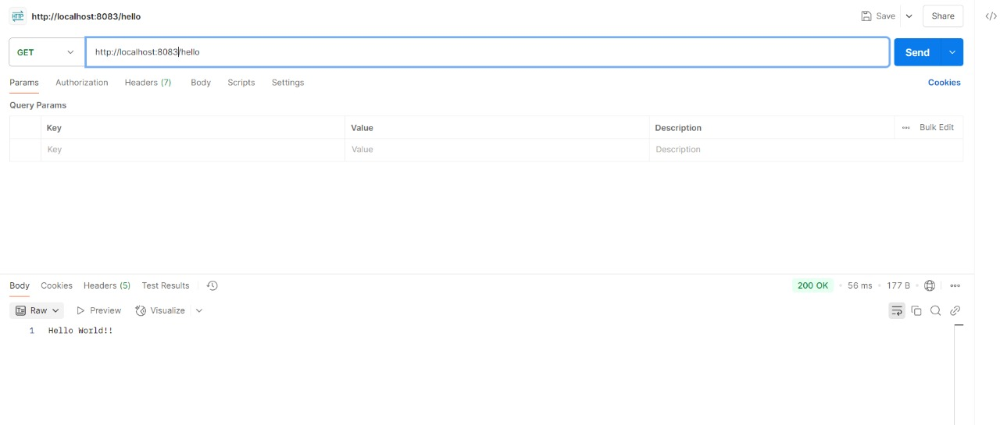 HTTP http://localhost:8083/hello Save Share
GET http://localhost:8083/hello Send
Params Authorization Headers (7) Body Scripts Settings Cookies
Query Params
Key Value Description Bulk Edit
Key Value Description
Body Cookies Headers (5) Test Results 200 OK 56 ms 177 B
Raw Preview Visualize
1 Hello World!!